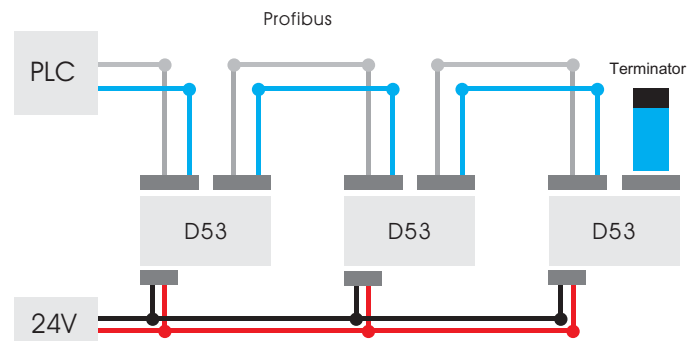 Profibus
PLC
Terminator
D53
D53
D53
24V